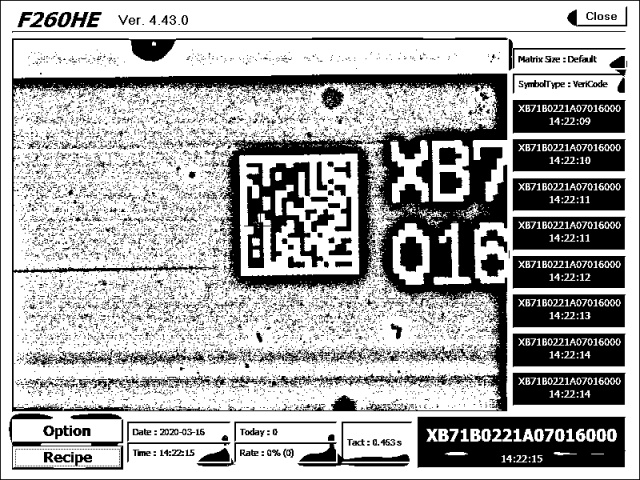 F260HE Ver. 4.43.0
Close
Matrix Size : Default
SymbolType : VeriCode
XB71B0221A07016000
14:22:09
XB71B0221A07016000
14:22:10
XB71B0221A07016000
14:22:11
XB71B0221A07016000
14:22:11
XB71B0221A07016000
14:22:12
XB71B0221A07016000
14:22:13
XB71B0221A07016000
14:22:14
XB71B0221A07016000
14:22:14
XB7
016
Option
Recipe
Date : 2020-03-16
Time : 14:22:15
Today : 0
Rate : 0% (0)
Tact : 0.463 s
XB71B0221A07016000
14:22:15